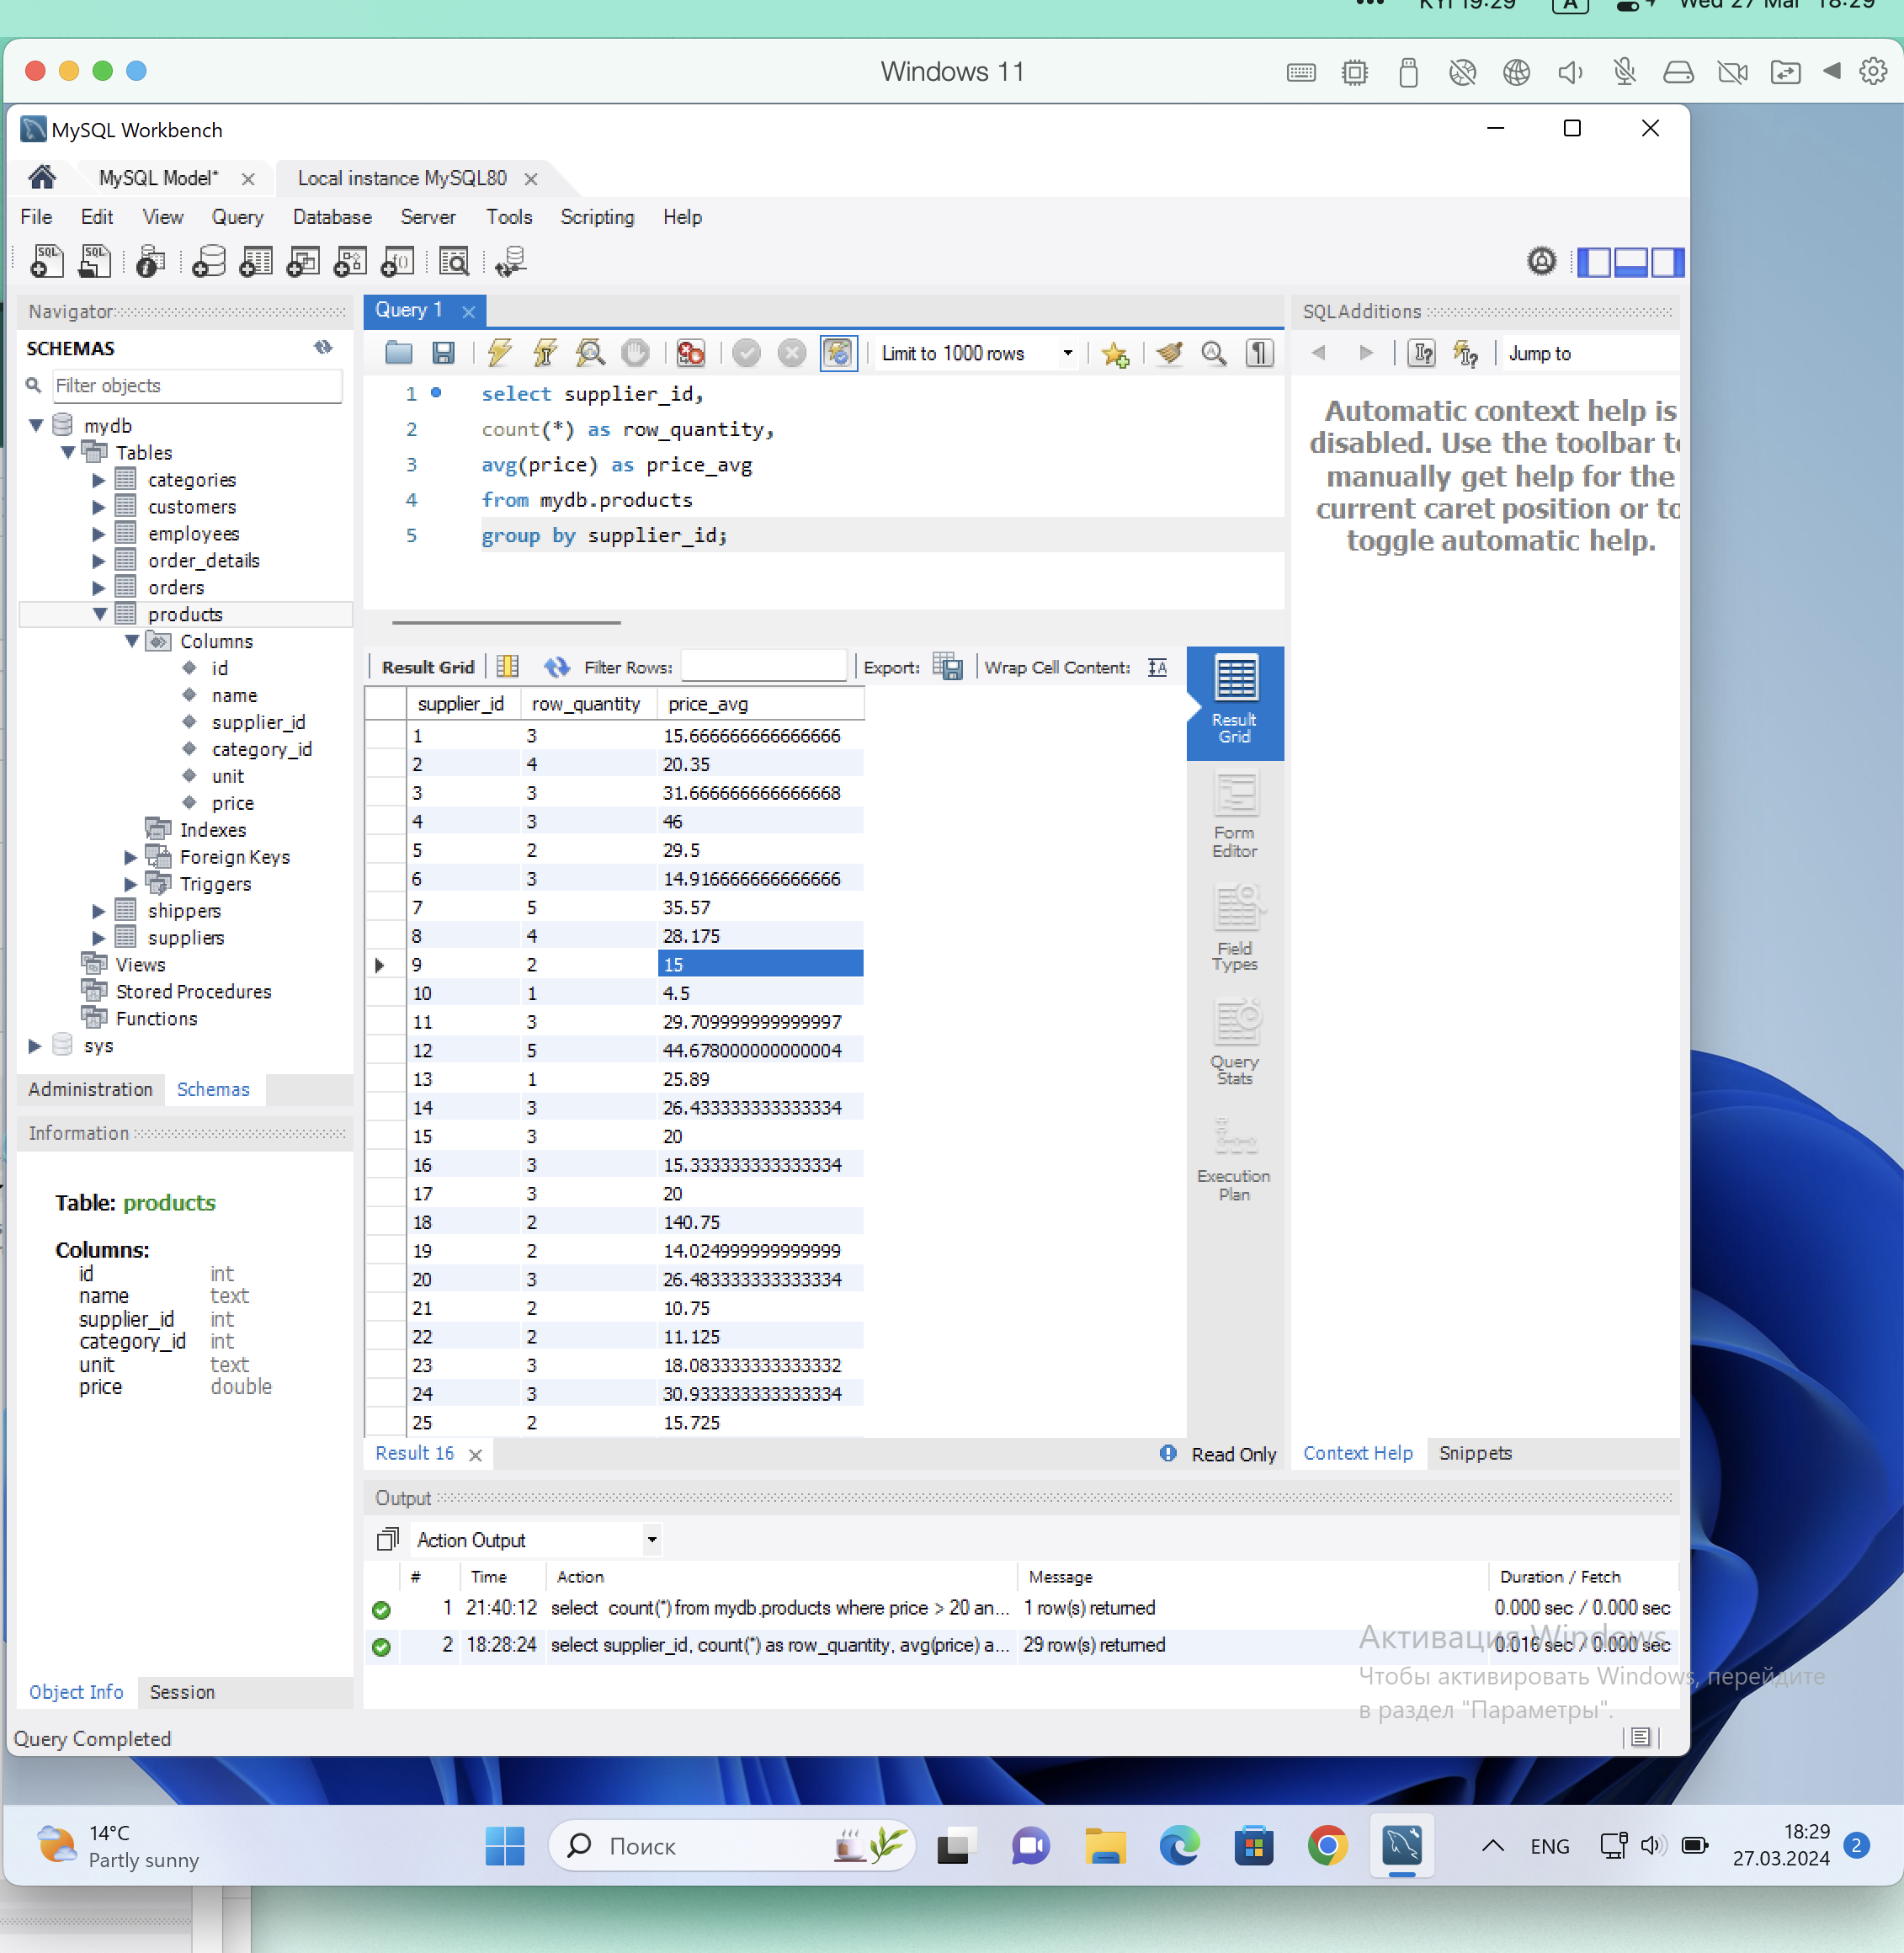 KYI 19:29 A Wed 27 Mar 18:29
Windows 11
MySQL Workbench
MySQL Model*
Local instance MySQL80
File Edit View Query Database Server Tools Scripting Help
Navigator
SCHEMAS
Filter objects
mydb
Tables
categories
customers
employees
order_details
orders
products
Columns
id
name
supplier_id
category_id
unit
price
Indexes
Foreign Keys
Triggers
shippers
suppliers
Views
Stored Procedures
Functions
sys
Administration Schemas
Information
Table: products
Columns:
id int
name text
supplier_id int
category_id int
unit text
price double
Object Info Session
Query 1
Limit to 1000 rows
1 select supplier_id,
2 count(*) as row_quantity,
3 avg(price) as price_avg
4 from mydb.products
5 group by supplier_id;
Result Grid Filter Rows: Export: Wrap Cell Content:
supplier_id row_quantity price_avg
1 3 15.666666666666666
2 4 20.35
3 3 31.666666666666668
4 3 46
5 2 29.5
6 3 14.916666666666666
7 5 35.57
8 4 28.175
9 2 15
10 1 4.5
11 3 29.709999999999997
12 5 44.678000000000004
13 1 25.89
14 3 26.433333333333334
15 3 20
16 3 15.333333333333334
17 3 20
18 2 140.75
19 2 14.024999999999999
20 3 26.483333333333334
21 2 10.75
22 2 11.125
23 3 18.083333333333332
24 3 30.933333333333334
25 2 15.725
Result
Grid
Form
Editor
Field
Types
Query
Stats
Execution
Plan
Result 16
Read Only
SQLAdditions
Jump to
Automatic context help is
disabled. Use the toolbar to
manually get help for the
current caret position or to
toggle automatic help.
Context Help Snippets
Output
Action Output
# Time Action Message Duration / Fetch
1 21:40:12 select count(*) from mydb.products where price > 20 an... 1 row(s) returned 0.000 sec / 0.000 sec
2 18:28:24 select supplier_id, count(*) as row_quantity, avg(price) a... 29 row(s) returned 0.016 sec / 0.000 sec
Активация Windows
Чтобы активировать Windows, перейдите
в раздел "Параметры".
Query Completed
14°C
Partly sunny
Поиск
ENG
18:29
27.03.2024
2